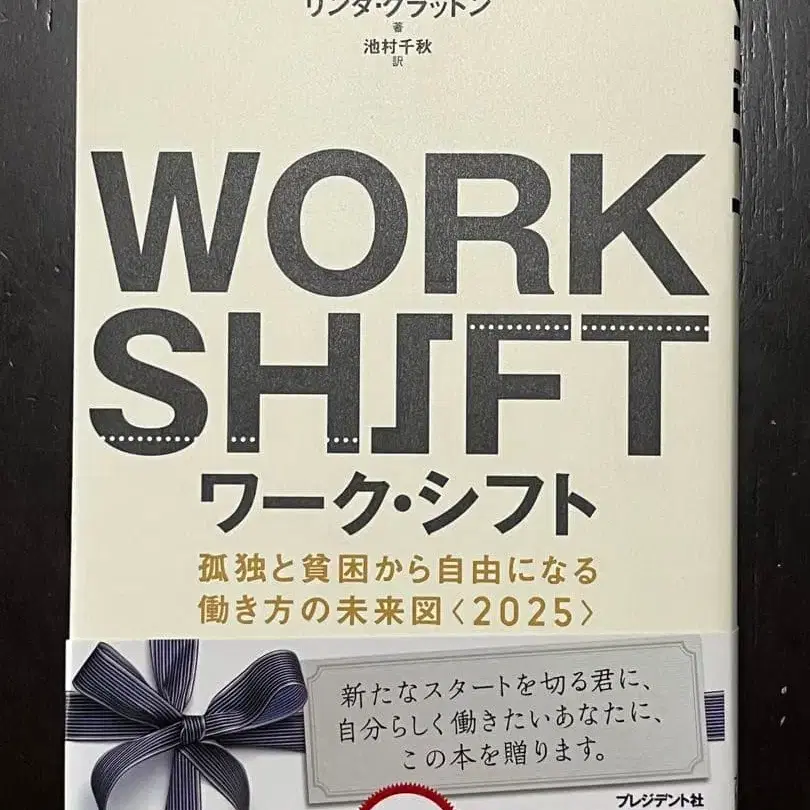 リンダ・グラットン
著
池村千秋
訳
WORK
SHIFT
ワーク・シフト
孤独と貧困から自由になる
働き方の未来図〈2025〉
新たなスタートを切る君に、
自分らしく働きたいあなたに、
この本を贈ります。
プレジデント社